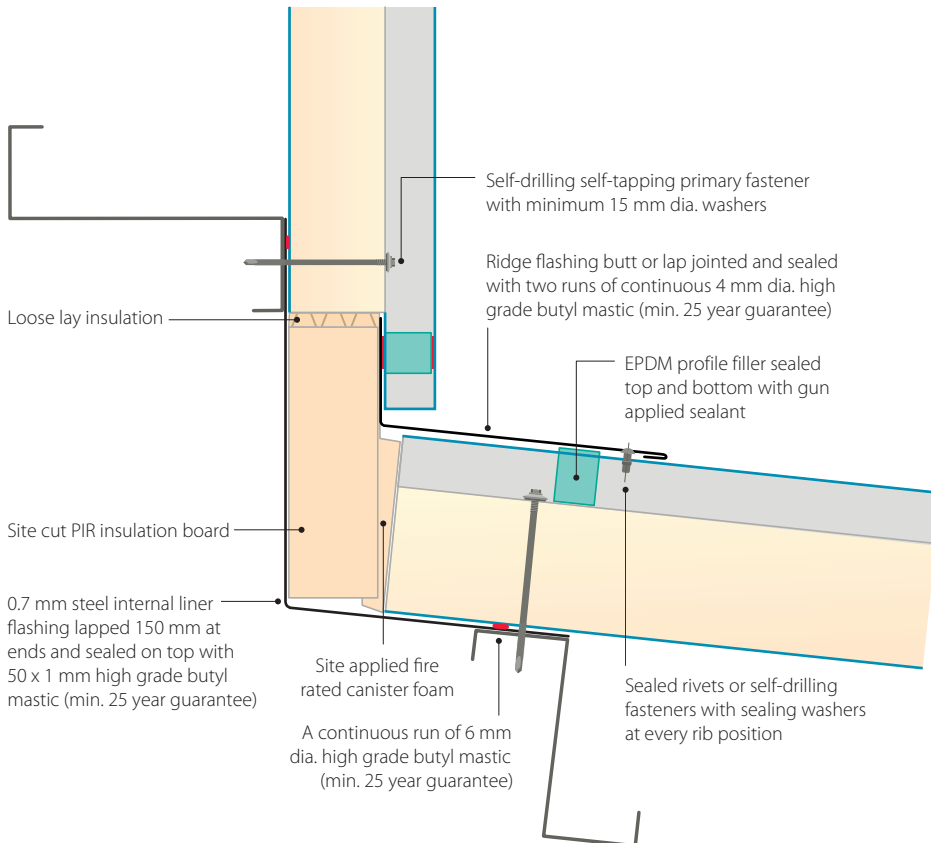 Self-drilling self-tapping primary fastener
with minimum 15 mm dia. washers
Ridge flashing butt or lap jointed and sealed
with two runs of continuous 4 mm dia. high
grade butyl mastic (min. 25 year guarantee)
Loose lay insulation
EPDM profile filler sealed
top and bottom with gun
applied sealant
Site cut PIR insulation board
0.7 mm steel internal liner
flashing lapped 150 mm at
ends and sealed on top with
50 x 1 mm high grade butyl
mastic (min. 25 year guarantee)
Site applied fire
rated canister foam
A continuous run of 6 mm
dia. high grade butyl mastic
(min. 25 year guarantee)
Sealed rivets or self-drilling
fasteners with sealing washers
at every rib position